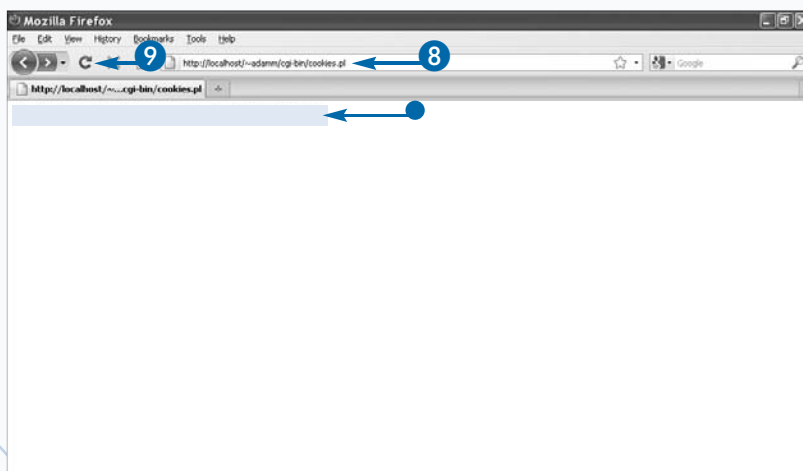 Mozilla Firefox
File Edit View History Bookmarks Tools Help
9 http://localhost/~adamm/cgi-bin/cookies.pl 8 Google
http://localhost/~...cgi-bin/cookies.pl